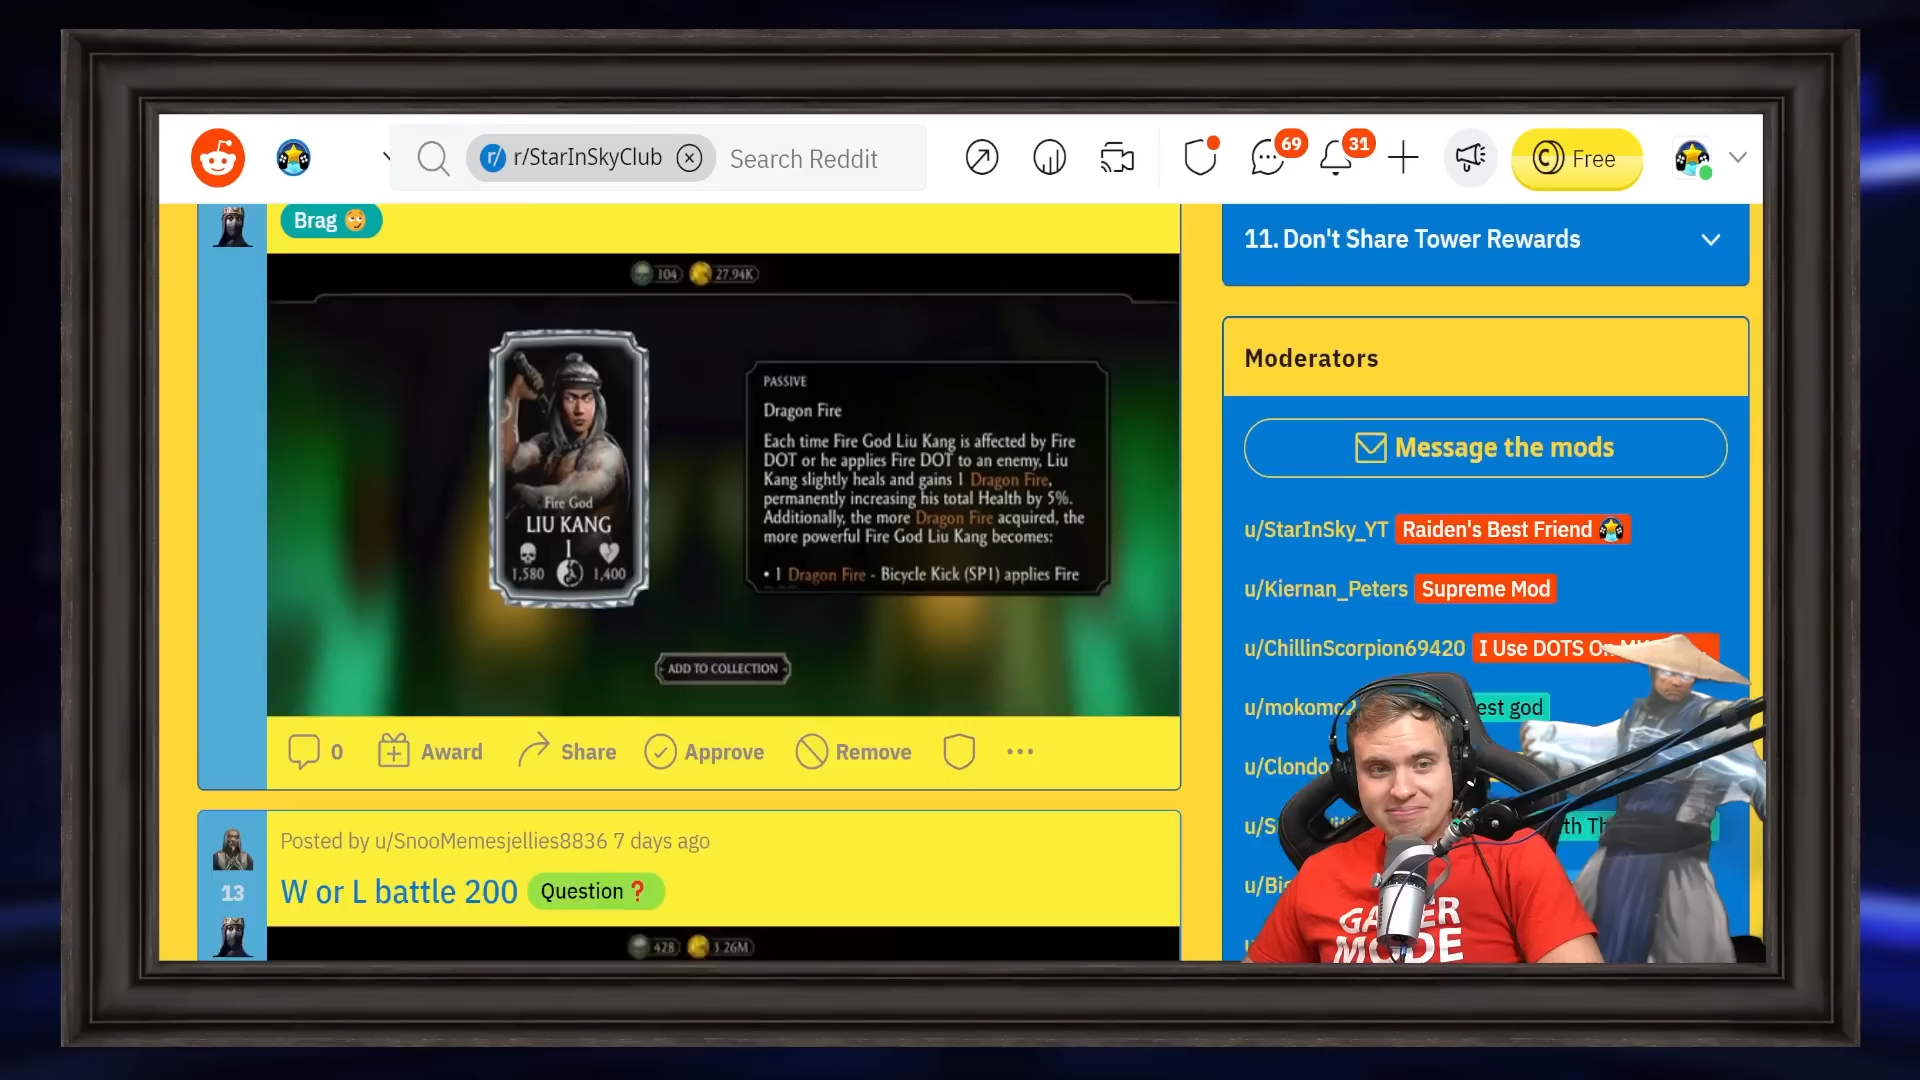 r/
r/StarInSkyClub
Search Reddit
69
31
Free
Brag
104
27.94K
11. Don't Share Tower Rewards
Fire God
LIU KANG
I
1,580
1,400
PASSIVE
Dragon Fire
Each time Fire God Liu Kang is affected by Fire
DOT or he applies Fire DOT to an enemy, Liu
Kang slightly heals and gains 1 Dragon Fire,
permanently increasing his total Health by 5%.
Additionally, the more Dragon Fire acquired, the
more powerful Fire God Liu Kang becomes:
• 1 Dragon Fire - Bicycle Kick (SP1) applies Fire
ADD TO COLLECTION
0
Award
Share
Approve
Remove
Posted by u/SnooMemesjellies8836 7 days ago
13
W or L battle 200
Question ?
428
3.26M
Moderators
Message the mods
u/StarInSky_YT Raiden's Best Friend
u/Kiernan_Peters Supreme Mod
u/ChillinScorpion69420 I Use DOTS On
god
GAMER
MODE